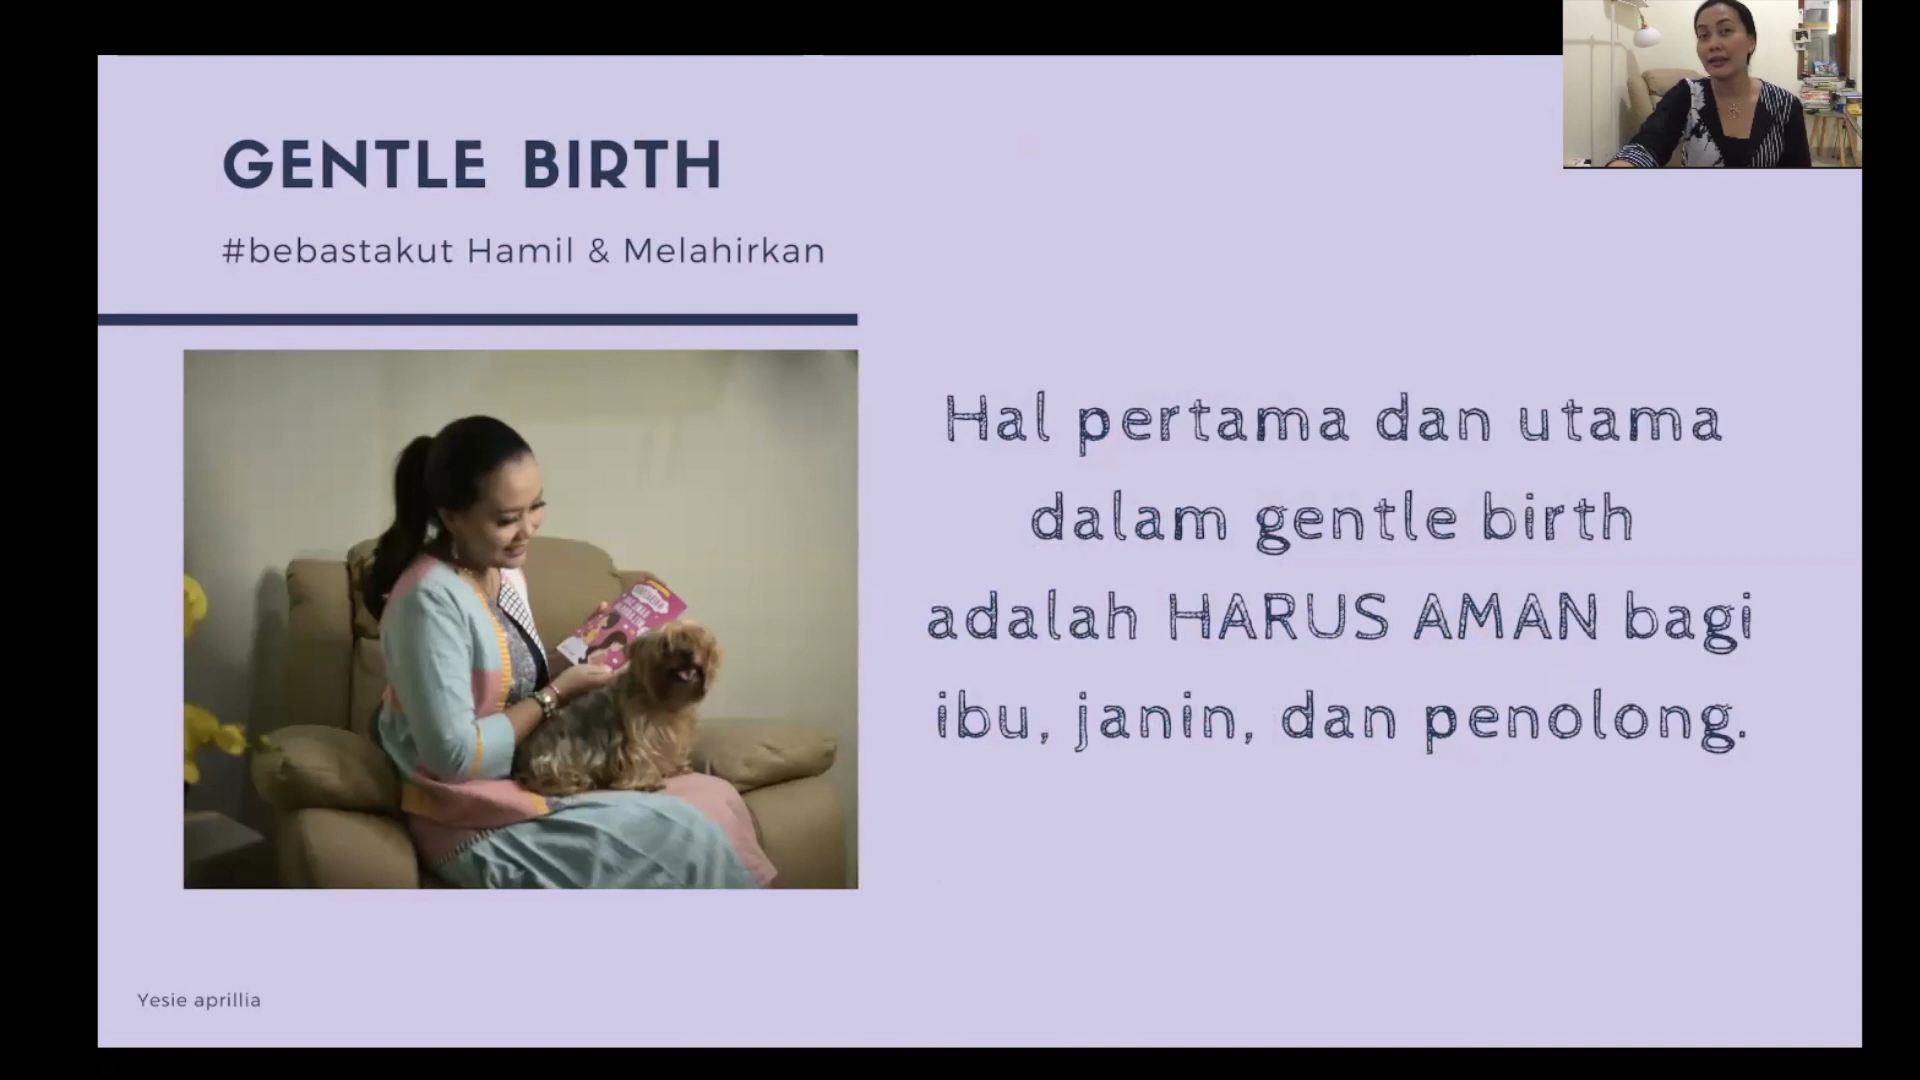 GENTLE BIRTH
#bebastakut Hamil & Melahirkan
Hal pertama dan utama
dalam gentle birth
adalah HARUS AMAN bagi
ibu, janin, dan penolong.
Yesie aprillia